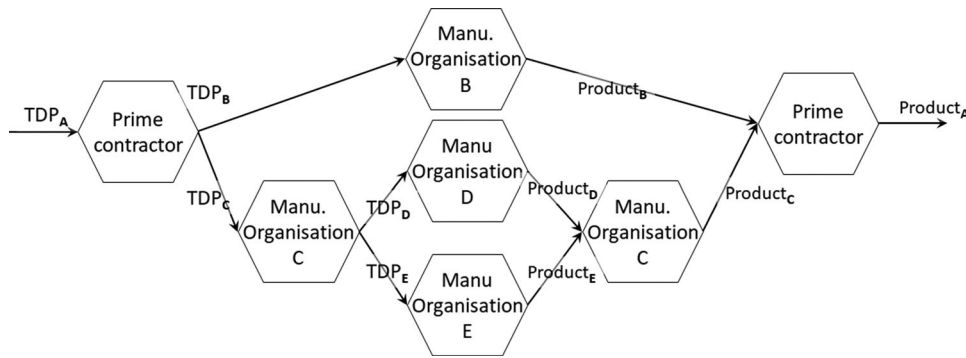 Manu.
Organisation
B
TDPB
ProductB
TDPA
Prime
contractor
Prime
contractor
ProductA
Manu
Organisation
D
TDPC
TDPD
ProductD
ProductC
Manu.
Organisation
C
Manu.
Organisation
C
TDPE
ProductE
Manu
Organisation
E